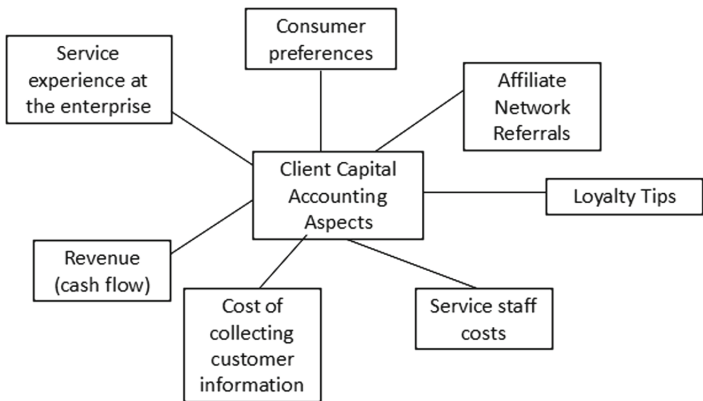 Consumer
preferences
Service
experience at
the enterprise
Affiliate
Network
Referrals
Client Capital
Accounting
Aspects
Loyalty Tips
Revenue
(cash flow)
Cost of
collecting
customer
information
Service staff
costs